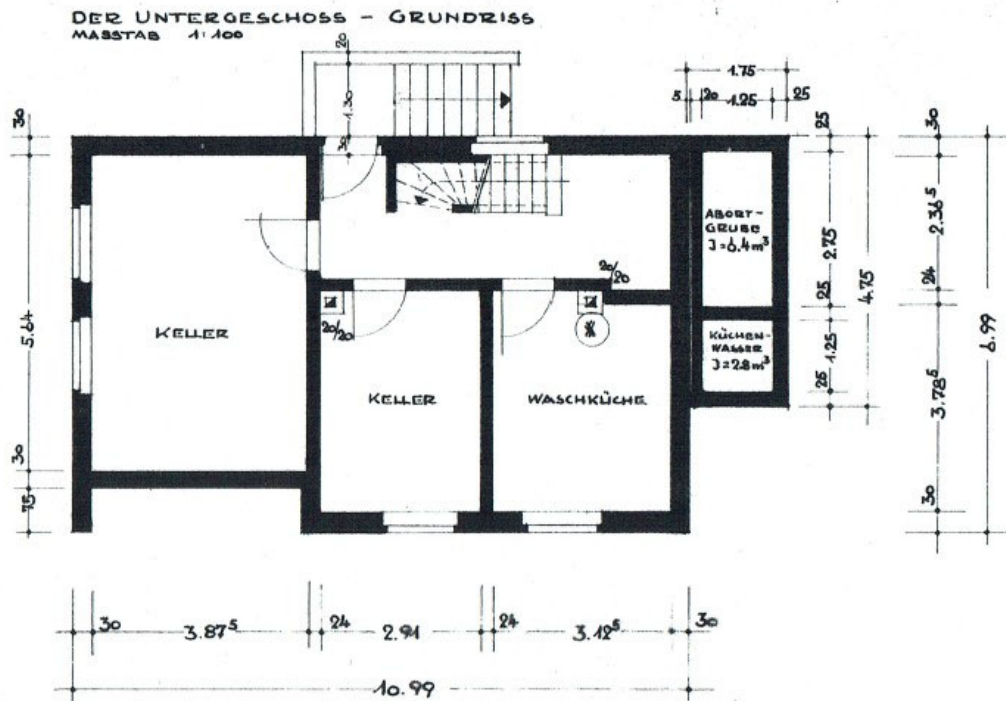 DER UNTERGESCHOSS - GRUNDRISS
MASSTAB 1:100
20
1.30
30
1.75
5 20 1.25 25
30
5.64
30
75
25
2.75
25
1.25
25
4.75
30
2.36⁵
24
3.78⁵
30
6.99
ABORT-
GRUBE
J=6.4m³
KÜCHEN-
WASSER
J=2.8m³
20/20
20/20
KELLER
KELLER
WASCHKÜCHE
30 3.87⁵ 24 2.91 24 3.12⁵ 30
10.99